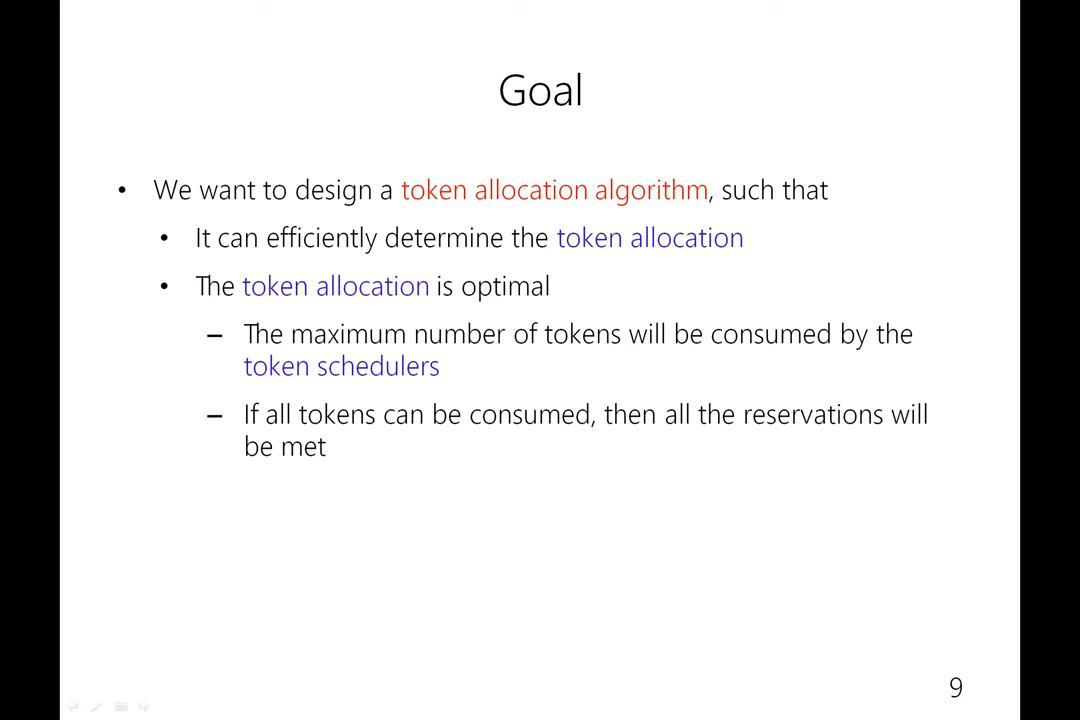 Goal
• We want to design a token allocation algorithm, such that
• It can efficiently determine the token allocation
• The token allocation is optimal
– The maximum number of tokens will be consumed by the
token schedulers
– If all tokens can be consumed, then all the reservations will
be met
9